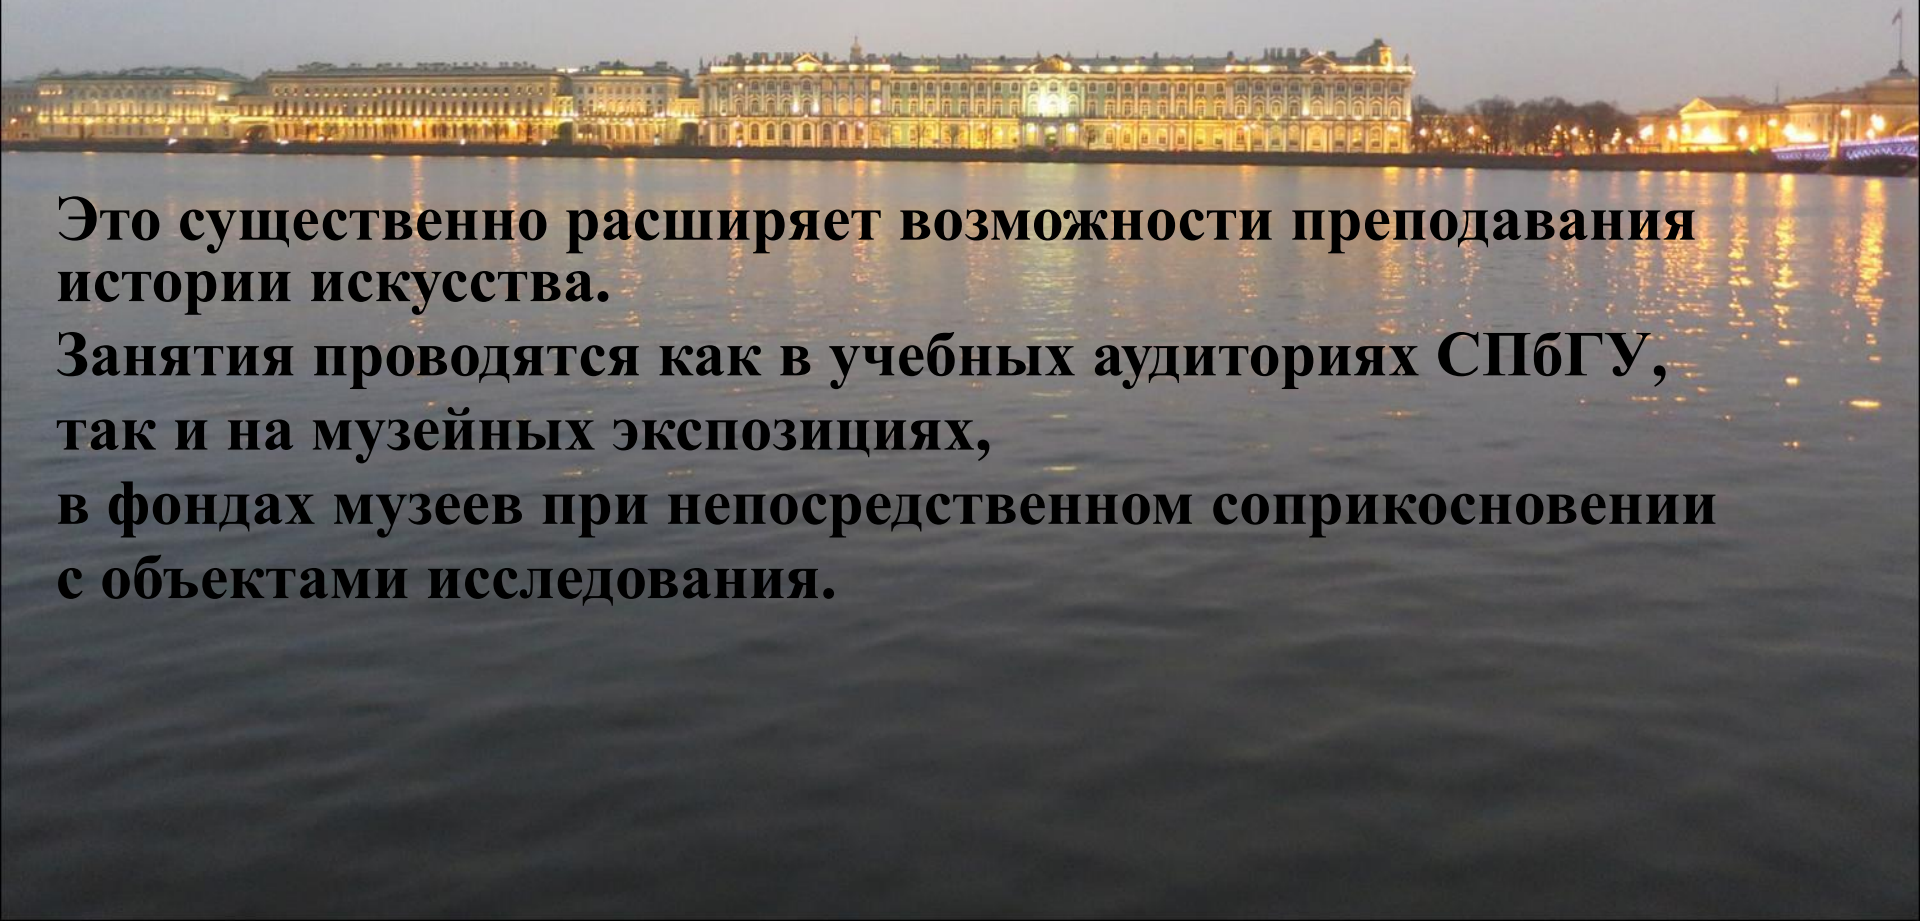 Это существенно расширяет возможности преподавания
истории искусства.
Занятия проводятся как в учебных аудиториях СПбГУ,
так и на музейных экспозициях,
в фондах музеев при непосредственном соприкосновении
с объектами исследования.